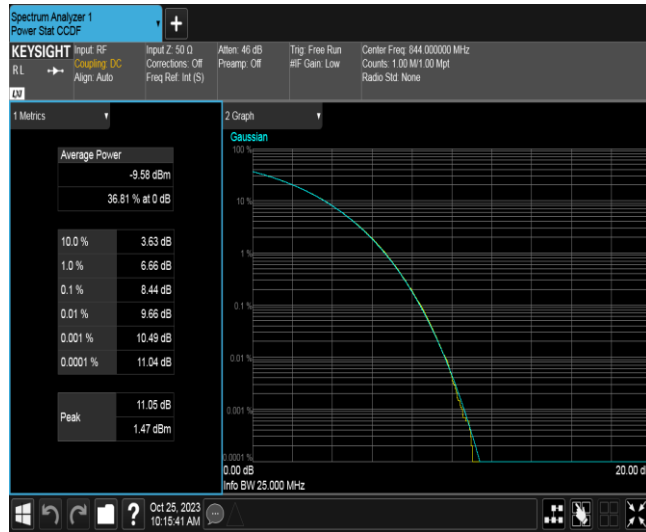 Spectrum Analyzer 1
Power Stat CCDF
KEYSIGHT
RL
LXI
Input: RF
Coupling: DC
Align: Auto
Input Z: 50 Ω
Corrections: Off
Freq Ref: Int (S)
Atten: 46 dB
Preamp: Off
Trig: Free Run
#IF Gain: Low
Center Freq: 844.000000 MHz
Counts: 1.00 M/1.00 Mpt
Radio Std: None
1 Metrics
Average Power
-9.58 dBm
36.81 % at 0 dB
10.0 % 3.63 dB
1.0 % 6.66 dB
0.1 % 8.44 dB
0.01 % 9.66 dB
0.001 % 10.49 dB
0.0001 % 11.04 dB
Peak
11.05 dB
1.47 dBm
2 Graph
Gaussian
100 %
10 %
1 %
0.1 %
0.01 %
0.001 %
0.0001 %
0.00 dB
20.00 d
Info BW 25.000 MHz
Oct 25, 2023
10:15:41 AM